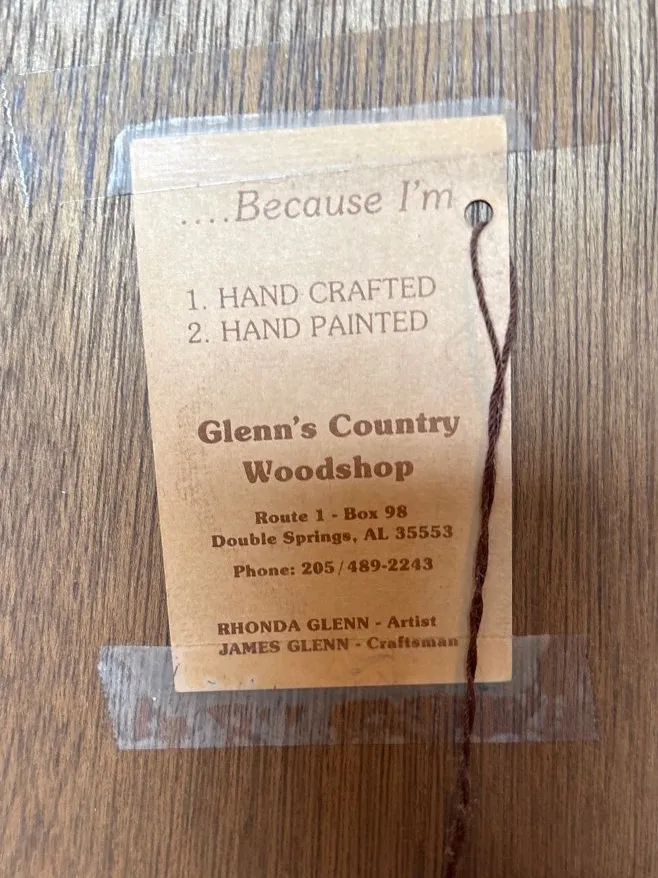 ....Because I'm
1. HAND CRAFTED
2. HAND PAINTED
Glenn's Country
Woodshop
Route 1 - Box 98
Double Springs, AL 35553
Phone: 205/489-2243
RHONDA GLENN - Artist
JAMES GLENN - Craftsman